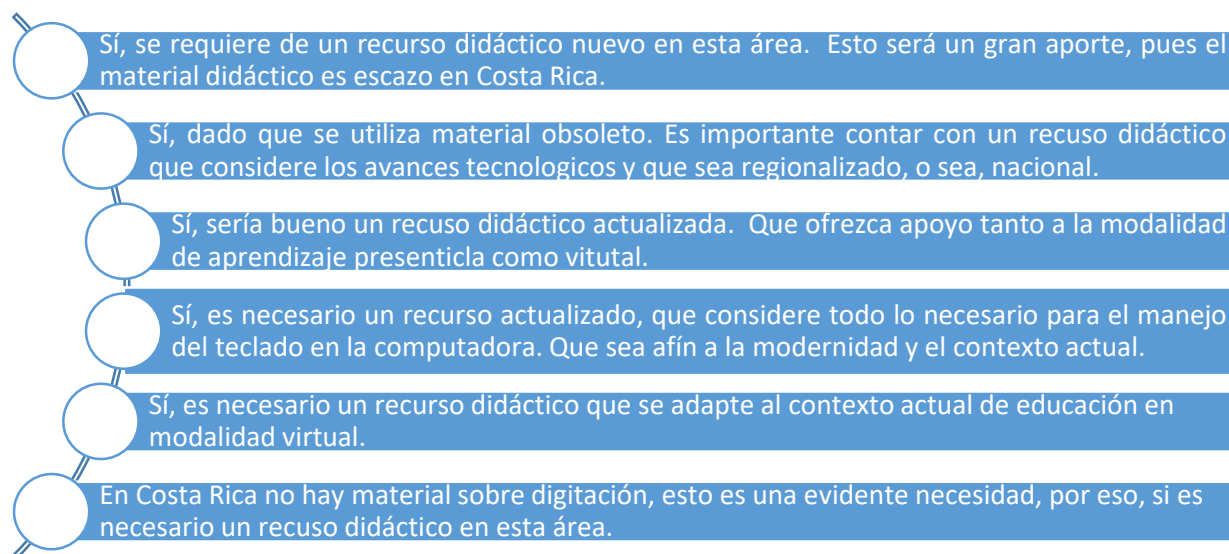 Sí, se requiere de un recurso didáctico nuevo en esta área. Esto será un gran aporte, pues el
material didáctico es escazo en Costa Rica.
Sí, dado que se utiliza material obsoleto. Es importante contar con un recuso didáctico
que considere los avances tecnologicos y que sea regionalizado, o sea, nacional.
Sí, sería bueno un recuso didáctico actualizada. Que ofrezca apoyo tanto a la modalidad
de aprendizaje presenticla como vitutal.
Sí, es necesario un recurso actualizado, que considere todo lo necesario para el manejo
del teclado en la computadora. Que sea afín a la modernidad y el contexto actual.
Sí, es necesario un recurso didáctico que se adapte al contexto actual de educación en
modalidad virtual.
En Costa Rica no hay material sobre digitación, esto es una evidente necesidad, por eso, si es
necesario un recuso didáctico en esta área.